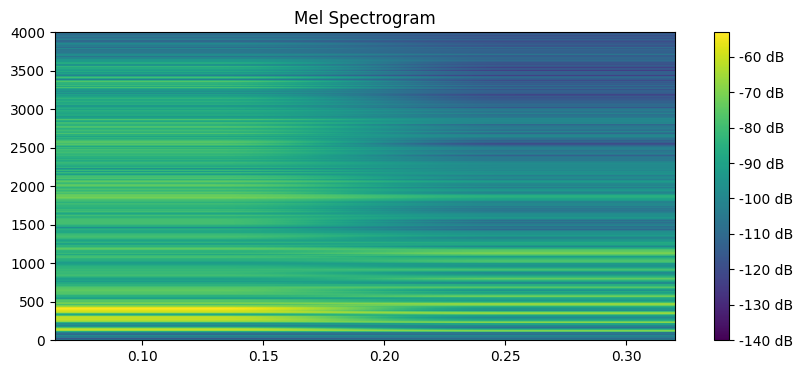 Mel Spectrogram
4000
3500
3000
2500
2000
1500
1000
500
0
0.10
0.15
0.20
0.25
0.30
-60 dB
-70 dB
-80 dB
-90 dB
-100 dB
-110 dB
-120 dB
-130 dB
-140 dB